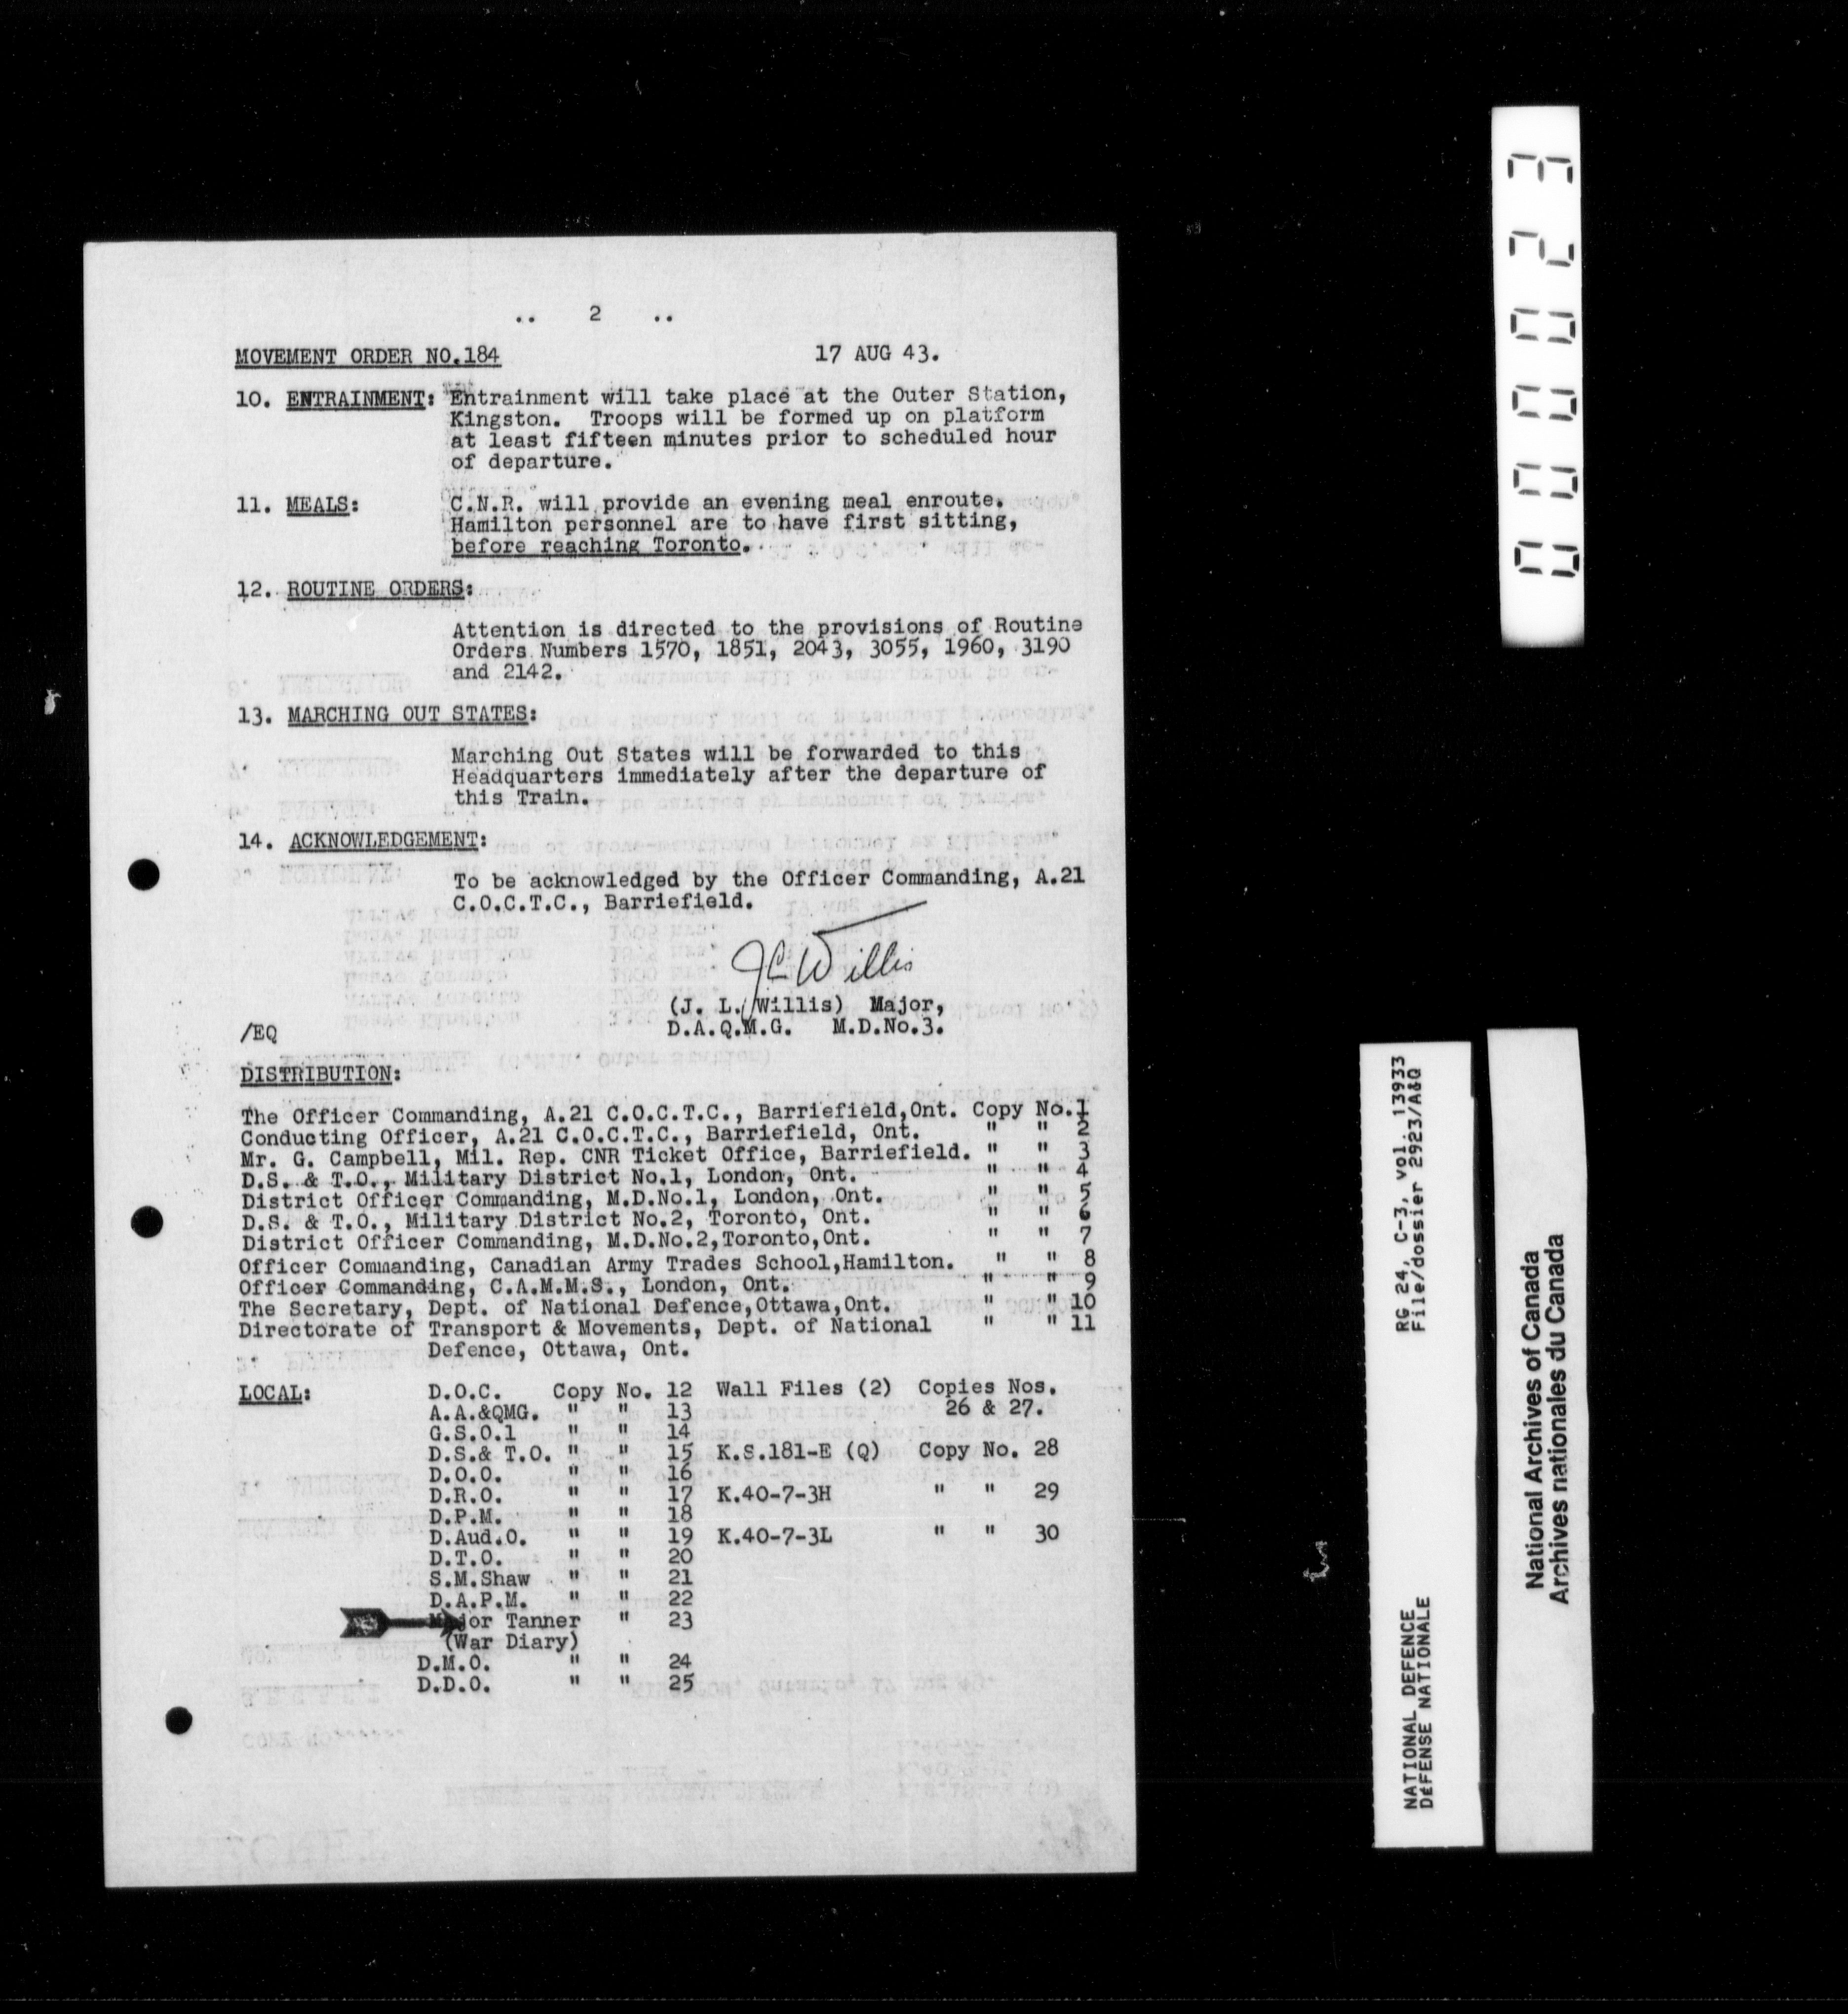 .. 2 ..
MOVEMENT ORDER NO.184 17 AUG 43.
10. ENTRAINMENT: Entrainment will take place at the Outer Station,
Kingston. Troops will be formed up on platform
at least fifteen minutes prior to scheduled hour
of departure.
11. MEALS: C.N.R. will provide an evening meal enroute.
Hamilton personnel are to have first sitting,
before reaching Toronto.
12. ROUTINE ORDERS:
Attention is directed to the provisions of Routine
Orders Numbers 1570, 1851, 2043, 3055, 1960, 3190
and 2142.
13. MARCHING OUT STATES:
Marching Out States will be forwarded to this
Headquarters immediately after the departure of
this Train.
14. ACKNOWLEDGEMENT:
To be acknowledged by the Officer Commanding, A.21
C.O.C.T.C., Barriefield.
JLWillis
(J. L. Willis) Major,
D.A.Q.M.G. M.D.No.3.
/EQ
DISTRIBUTION:
The Officer Commanding, A.21 C.O.C.T.C., Barriefield,Ont. Copy No.1
Conducting Officer, A.21 C.O.C.T.C., Barriefield, Ont. " " 2
Mr. G. Campbell, Mil. Rep. CNR Ticket Office, Barriefield. " " 3
D.S. & T.O., Military District No.1, London, Ont. " " 4
District Officer Commanding, M.D.No.1, London, Ont. " " 5
D.S. & T.O., Military District No.2, Toronto, Ont. " " 6
District Officer Commanding, M.D.No.2,Toronto,Ont. " " 7
Officer Commanding, Canadian Army Trades School,Hamilton. " " 8
Officer Commanding, C.A.M.M.S., London, Ont. " " 9
The Secretary, Dept. of National Defence,Ottawa,Ont. " " 10
Directorate of Transport & Movements, Dept. of National " " 11
Defence, Ottawa, Ont.
LOCAL: D.O.C. Copy No. 12 Wall Files (2) Copies Nos.
A.A.&QMG. " " 13 26 & 27.
G.S.O.1 " " 14
D.S.& T.O. " " 15 K.S.181-E (Q) Copy No. 28
D.O.O. " " 16
D.R.O. " " 17 K.40-7-3H " " 29
D.P.M. " " 18
D.Aud.O. " " 19 K.40-7-3L " " 30
D.T.O. " " 20
S.M.Shaw " " 21
D.A.P.M. " " 22
Major Tanner " 23
(War Diary)
D.M.O. " " 24
D.D.O. " " 25
000023
NATIONAL DEFENCE RG 24, C-3, vol. 13933
DÉFENSE NATIONALE File/dossier 2923/A&Q
National Archives of Canada
Archives nationales du Canada